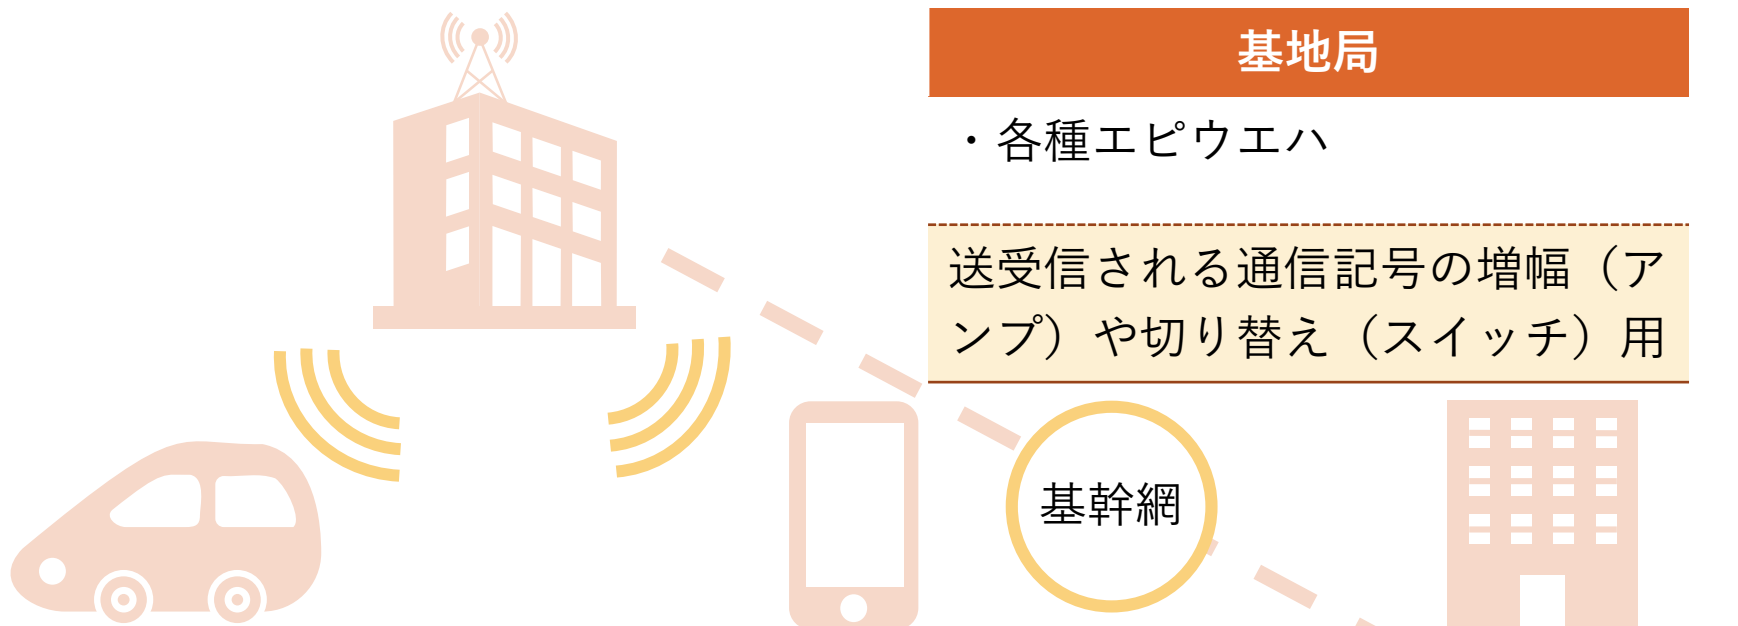 基地局
・各種エピウエハ
送受信される通信記号の増幅（ア
ンプ）や切り替え（スイッチ）用
基幹網